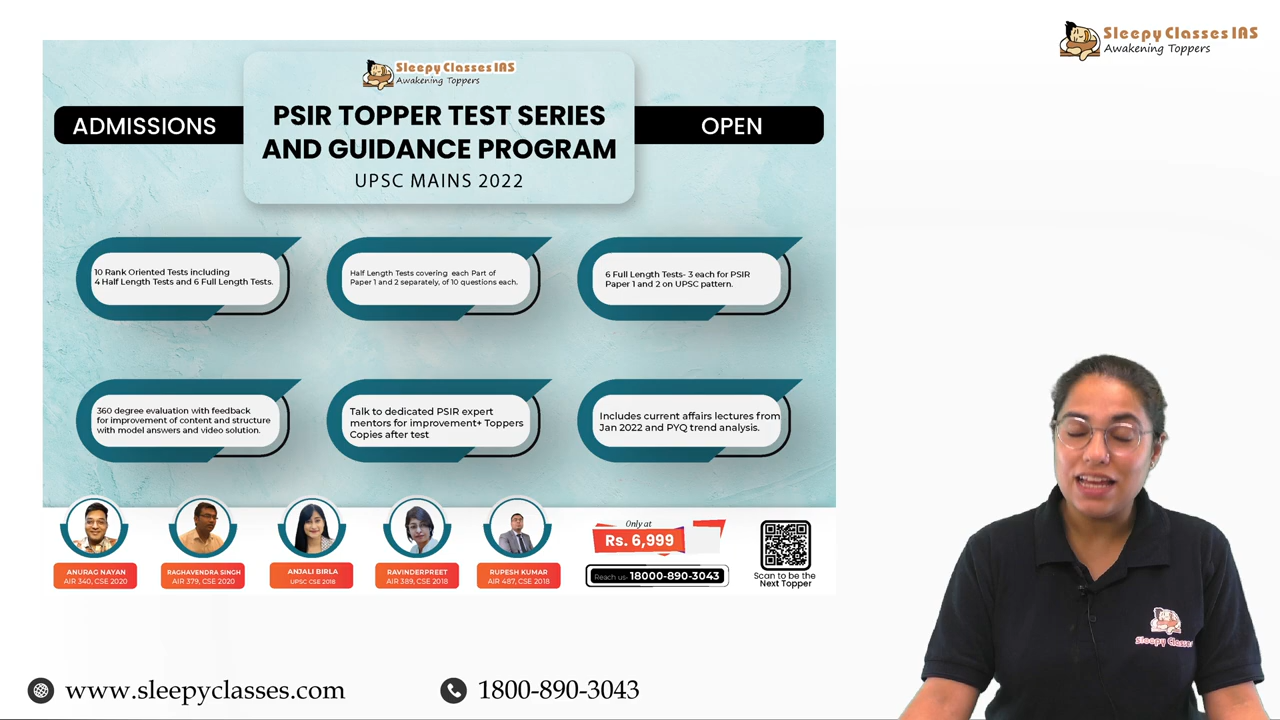 Sleepy Classes IAS
Awakening Toppers
Sleepy Classes IAS
Awakening Toppers
ADMISSIONS
PSIR TOPPER TEST SERIES
AND GUIDANCE PROGRAM
UPSC MAINS 2022
OPEN
10 Rank Oriented Tests including
4 Half Length Tests and 6 Full Length Tests.
Half Length Tests covering each Part of
Paper 1 and 2 separately, of 10 questions each.
6 Full Length Tests- 3 each for PSIR
Paper 1 and 2 on UPSC pattern.
360 degree evaluation with feedback
for improvement of content and structure
with model answers and video solution.
Talk to dedicated PSIR expert
mentors for improvement+ Toppers
Copies after test
Includes current affairs lectures from
Jan 2022 and PYQ trend analysis.
ANURAG NAYAN
AIR 340, CSE 2020
RAGHAVENDRA SINGH
AIR 379, CSE 2020
ANJALI BIRLA
UPSC CSE 2018
RAVINDERPREET
AIR 389, CSE 2018
RUPESH KUMAR
AIR 487, CSE 2018
Only at
Rs. 6,999
Reach us- 18000-890-3043
Scan to be the
Next Topper
Sleepy Classes
www.sleepyclasses.com
1800-890-3043